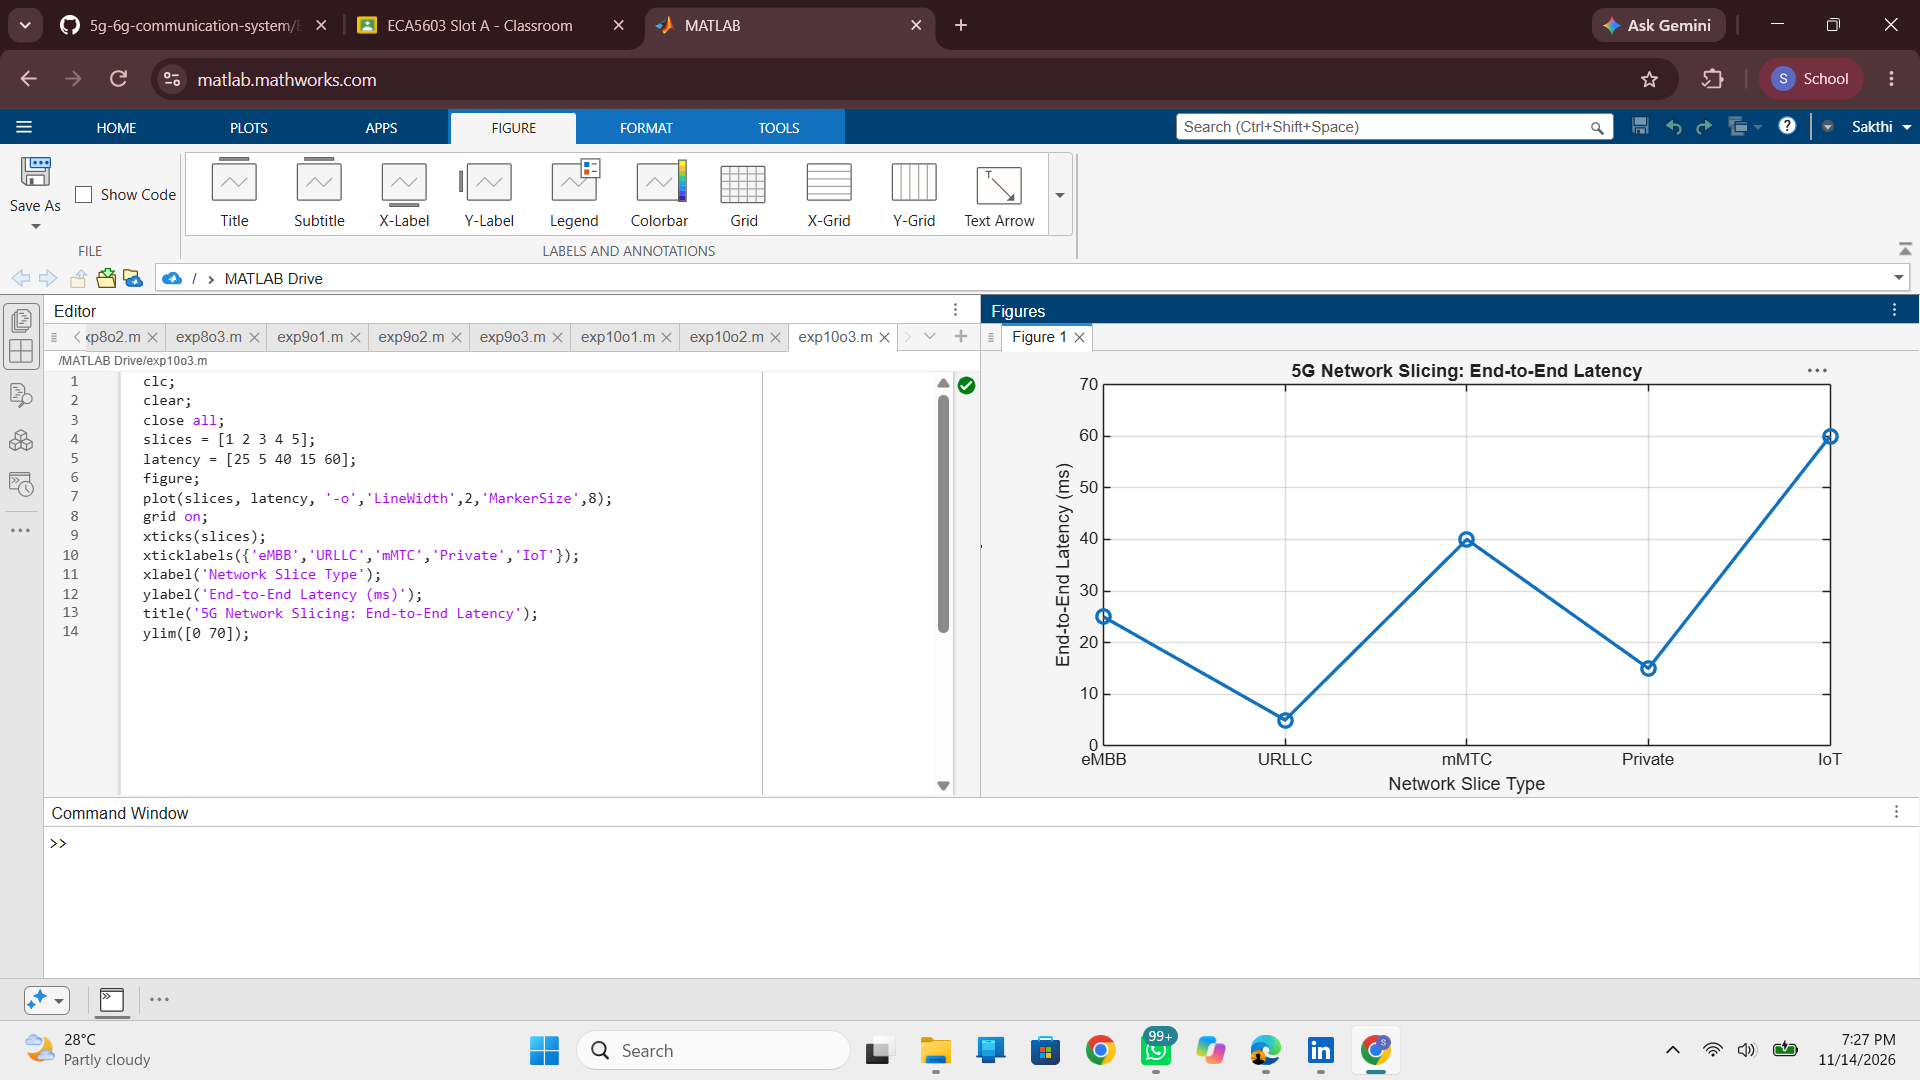 5g-6g-communication-system/
ECA5603 Slot A - Classroom
MATLAB
Ask Gemini
matlab.mathworks.com
S
School
HOME
PLOTS
APPS
FIGURE
FORMAT
TOOLS
Search (Ctrl+Shift+Space)
Sakthi
Save As
Show Code
Title
Subtitle
X-Label
Y-Label
Legend
Colorbar
Grid
X-Grid
Y-Grid
Text Arrow
FILE
LABELS AND ANNOTATIONS
/ > MATLAB Drive
Editor
xp8o2.m
exp8o3.m
exp9o1.m
exp9o2.m
exp9o3.m
exp10o1.m
exp10o2.m
exp10o3.m
/MATLAB Drive/exp10o3.m
1 clc;
2 clear;
3 close all;
4 slices = [1 2 3 4 5];
5 latency = [25 5 40 15 60];
6 figure;
7 plot(slices, latency, '-o','LineWidth',2,'MarkerSize',8);
8 grid on;
9 xticks(slices);
10 xticklabels({'eMBB','URLLC','mMTC','Private','IoT'});
11 xlabel('Network Slice Type');
12 ylabel('End-to-End Latency (ms)');
13 title('5G Network Slicing: End-to-End Latency');
14 ylim([0 70]);
Figures
Figure 1
5G Network Slicing: End-to-End Latency
End-to-End Latency (ms)
70
60
50
40
30
20
10
0
eMBB
URLLC
mMTC
Private
IoT
Network Slice Type
Command Window
>>
28°C
Partly cloudy
Search
99+
7:27 PM
11/14/2026